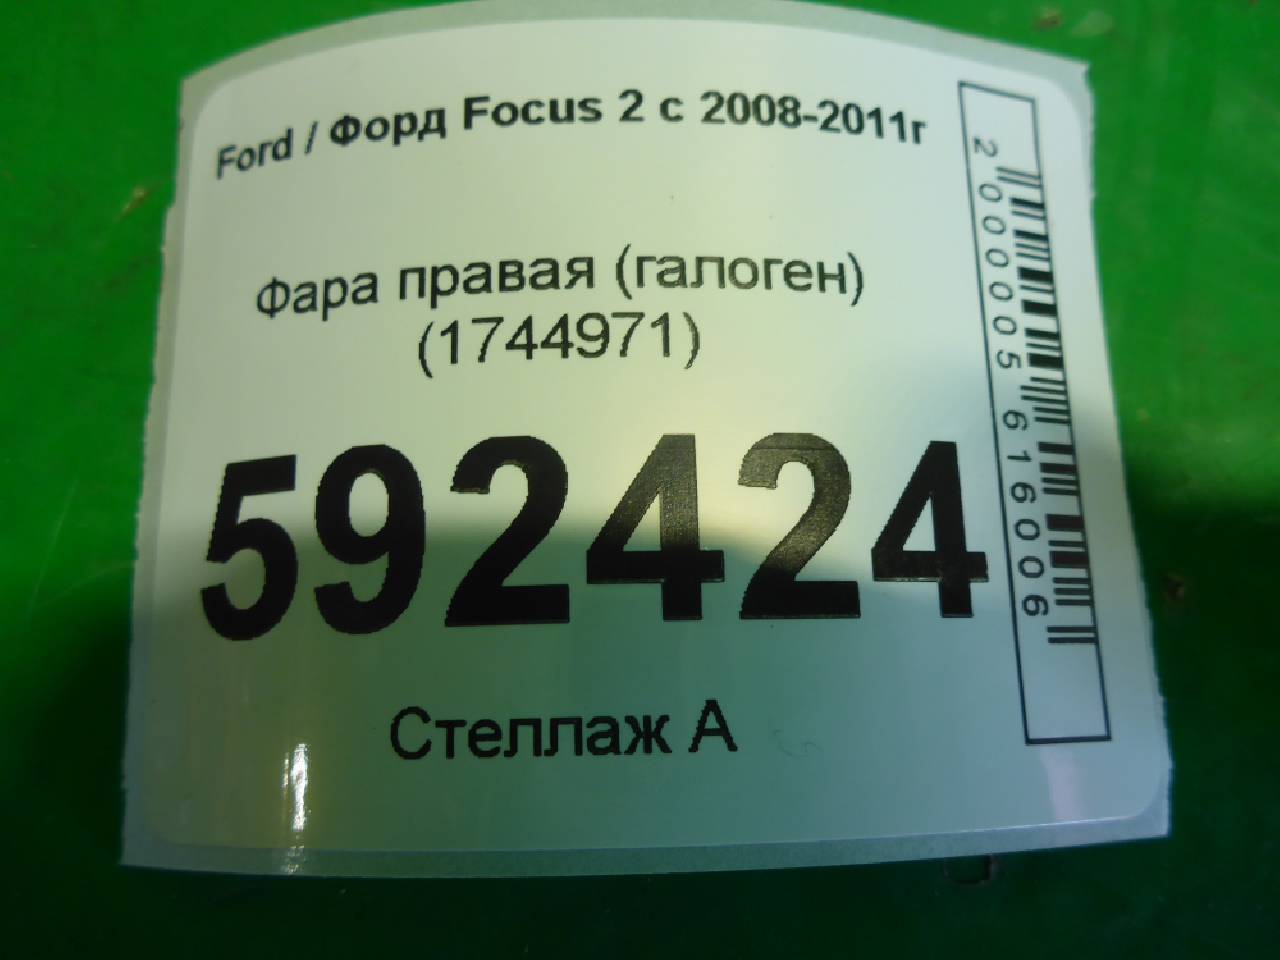 Ford / Форд Focus 2 с 2008-2011г
Фара правая (галоген)
(1744971)
592424
Стеллаж А
2000005616006